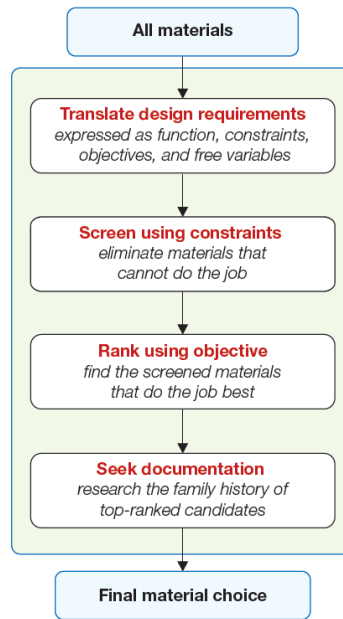 All materials
Translate design requirements
expressed as function, constraints,
objectives, and free variables
Screen using constraints
eliminate materials that
cannot do the job
Rank using objective
find the screened materials
that do the job best
Seek documentation
research the family history of
top-ranked candidates
Final material choice